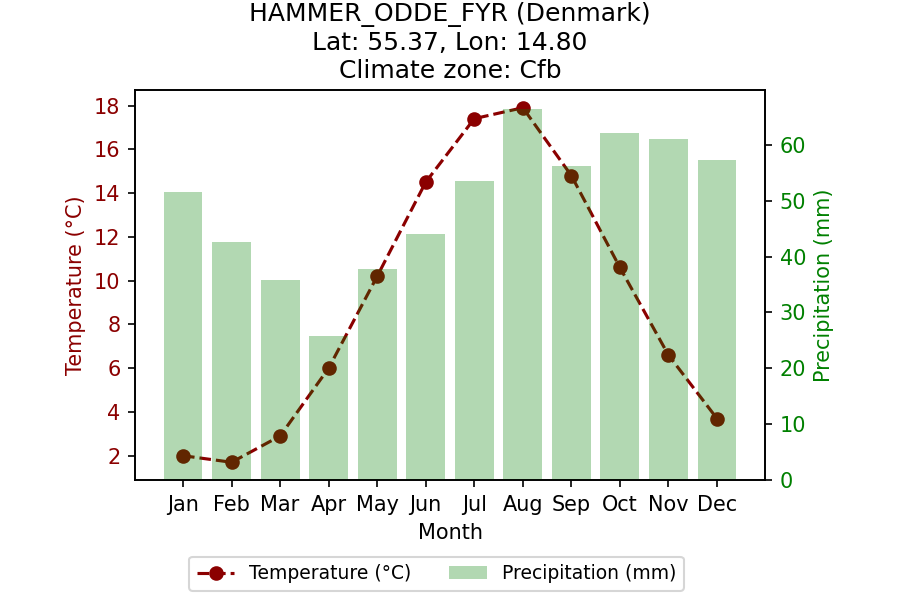 HAMMER_ODDE_FYR (Denmark)
Lat: 55.37, Lon: 14.80
Climate zone: Cfb
18
16
14
12
10
8
6
4
2
Temperature (°C)
60
50
40
30
20
10
0
Precipitation (mm)
Jan Feb Mar Apr May Jun Jul Aug Sep Oct Nov Dec
Month
Temperature (°C) Precipitation (mm)